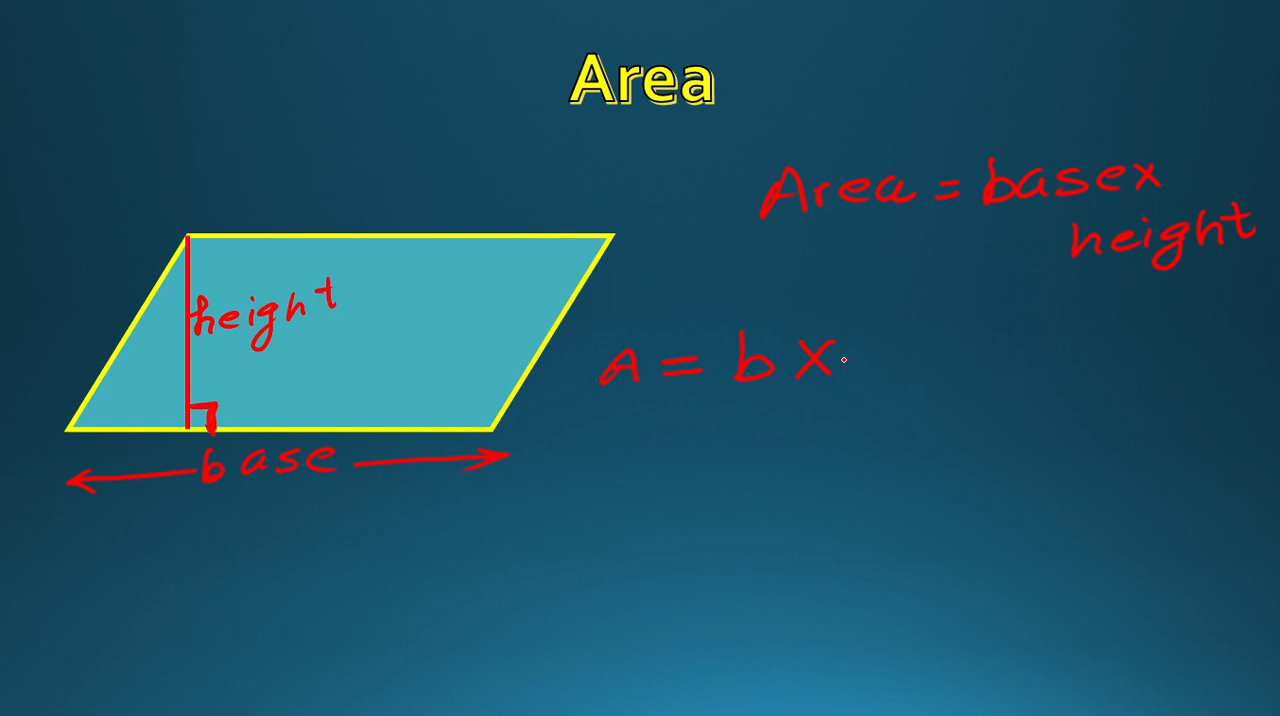 Area
Area = base x
height
height
A = b x
base